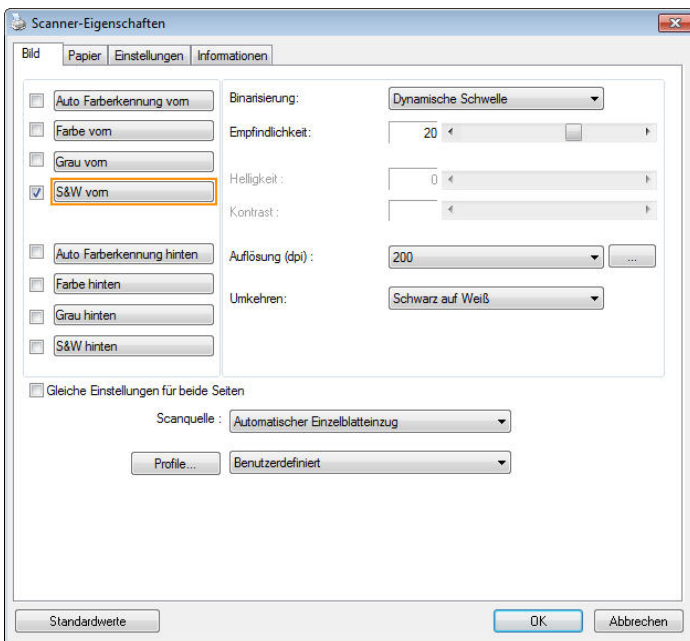 Scanner-Eigenschaften
Bild Papier Einstellungen Informationen
Auto Farberkennung vorn
Farbe vorn
Grau vorn
S&W vorn
Auto Farberkennung hinten
Farbe hinten
Grau hinten
S&W hinten
Binarisierung: Dynamische Schwelle
Empfindlichkeit: 20
Helligkeit : 0
Kontrast :
Auflösung (dpi) : 200 ...
Umkehren: Schwarz auf Weiß
Gleiche Einstellungen für beide Seiten
Scanquelle : Automatischer Einzelblatteinzug
Profile... Benutzerdefiniert
Standardwerte OK Abbrechen